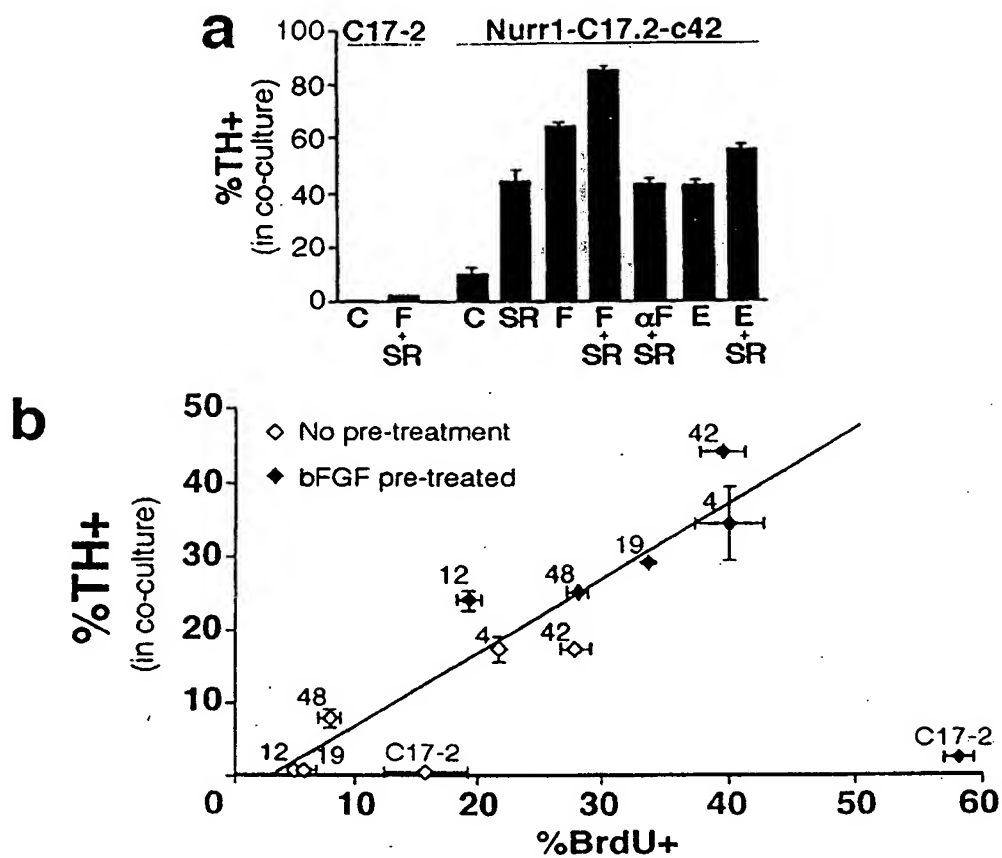 a
C17-2 Nurr1-C17.2-c42
100
80
60
40
20
0
%TH+
(in co-culture)
C F + SR C SR F F + SR αF + SR E E + SR
b
50
40
30
20
10
0 10 20 30 40 50 60
%TH+
(in co-culture)
◇ No pre-treatment
◆ bFGF pre-treated
42
4
19
12 48
4 42
48
12 19 C17-2 C17-2
%BrdU+